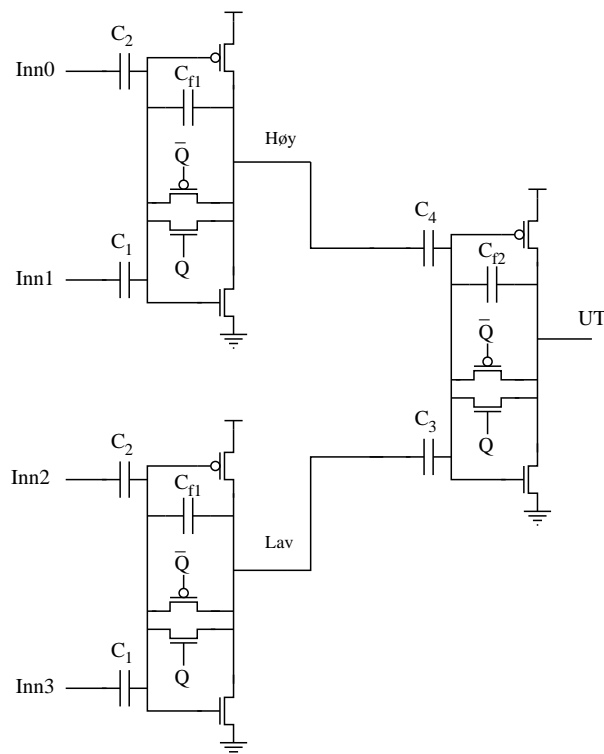 C2
Inn0
Cf1
Høy
Q̅
C1
C4
Inn1
Q
Cf2
UT
Q̅
C2
C3
Inn2
Q
Cf1
Lav
Q̅
C1
Inn3
Q